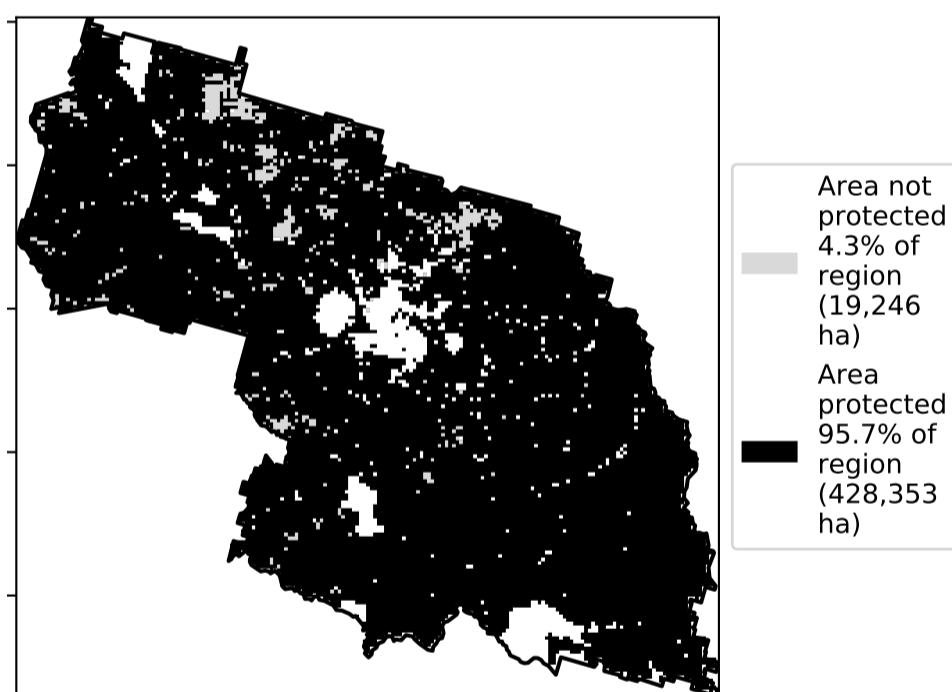 Area not
protected
4.3% of
region
(19,246
ha)
Area
protected
95.7% of
region
(428,353
ha)